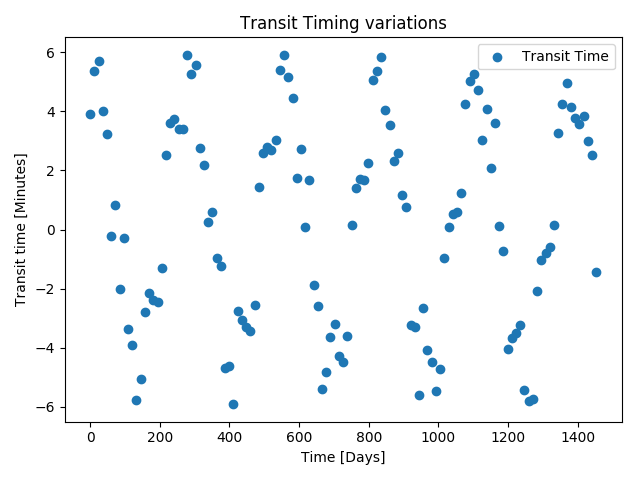 Transit Timing variations
Transit Time
6
4
2
0
−2
−4
−6
Transit time [Minutes]
0 200 400 600 800 1000 1200 1400
Time [Days]